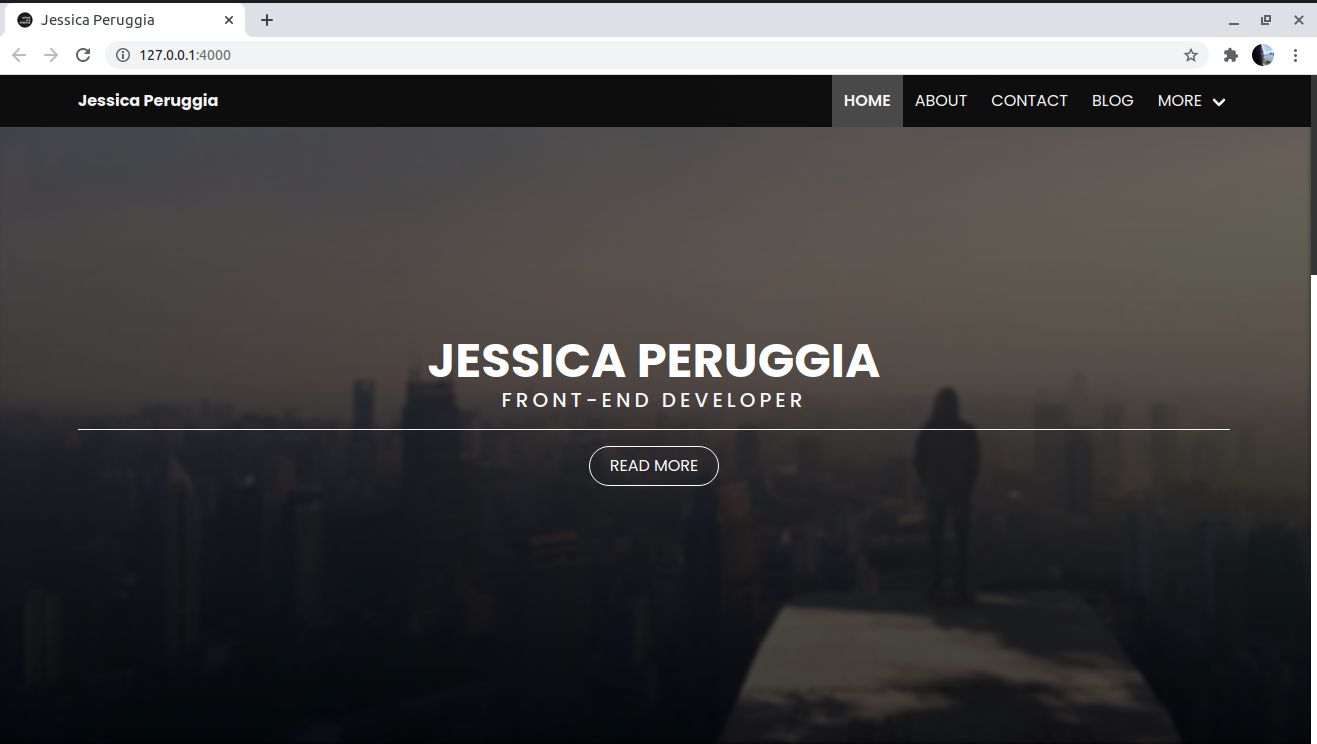 Jessica Peruggia
127.0.0.1:4000
Jessica Peruggia
HOME ABOUT CONTACT BLOG MORE
JESSICA PERUGGIA
FRONT-END DEVELOPER
READ MORE